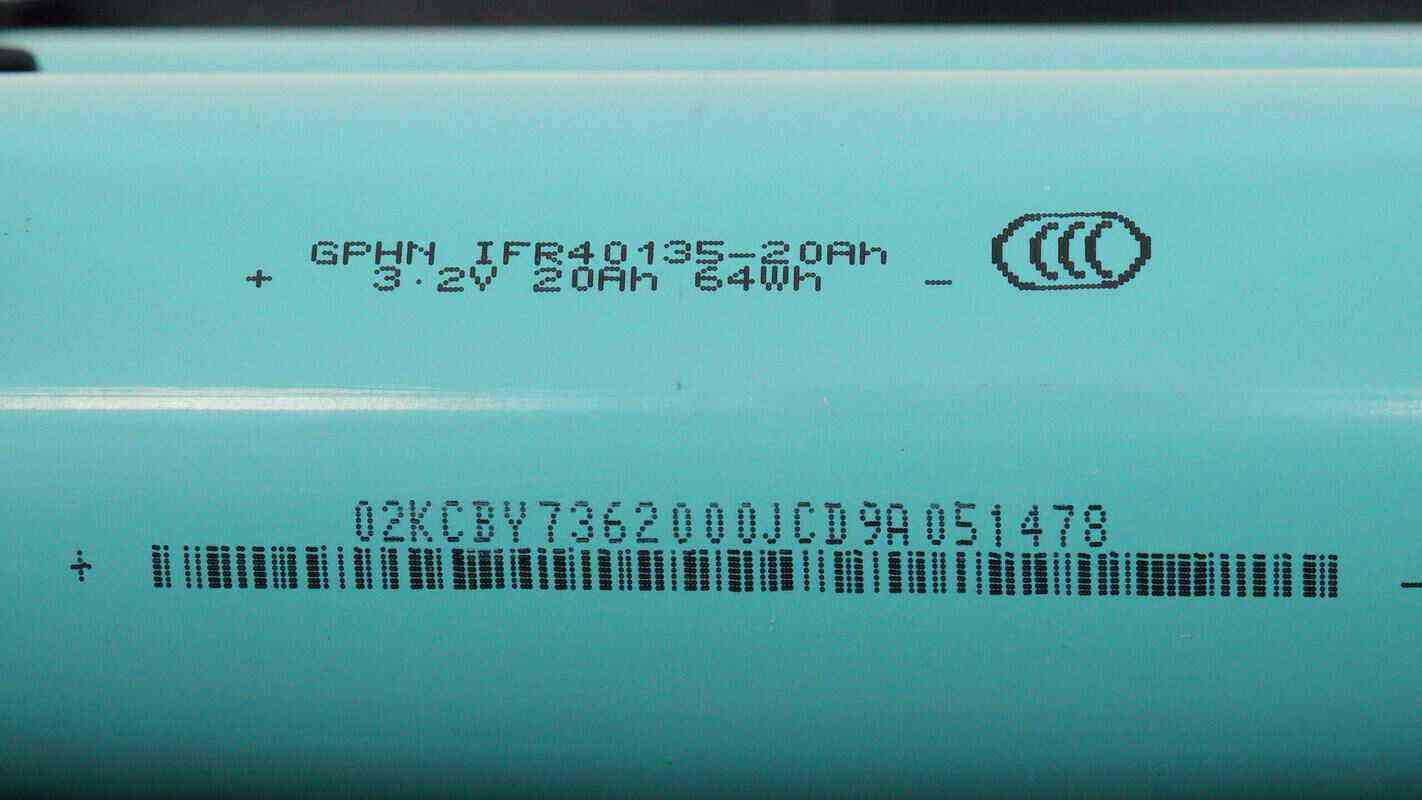 GPHN IFR40135-20Ah
+ 3.2V 20Ah 64Wh -
CCC
02KCBY7362000JCD9A051478
+ -